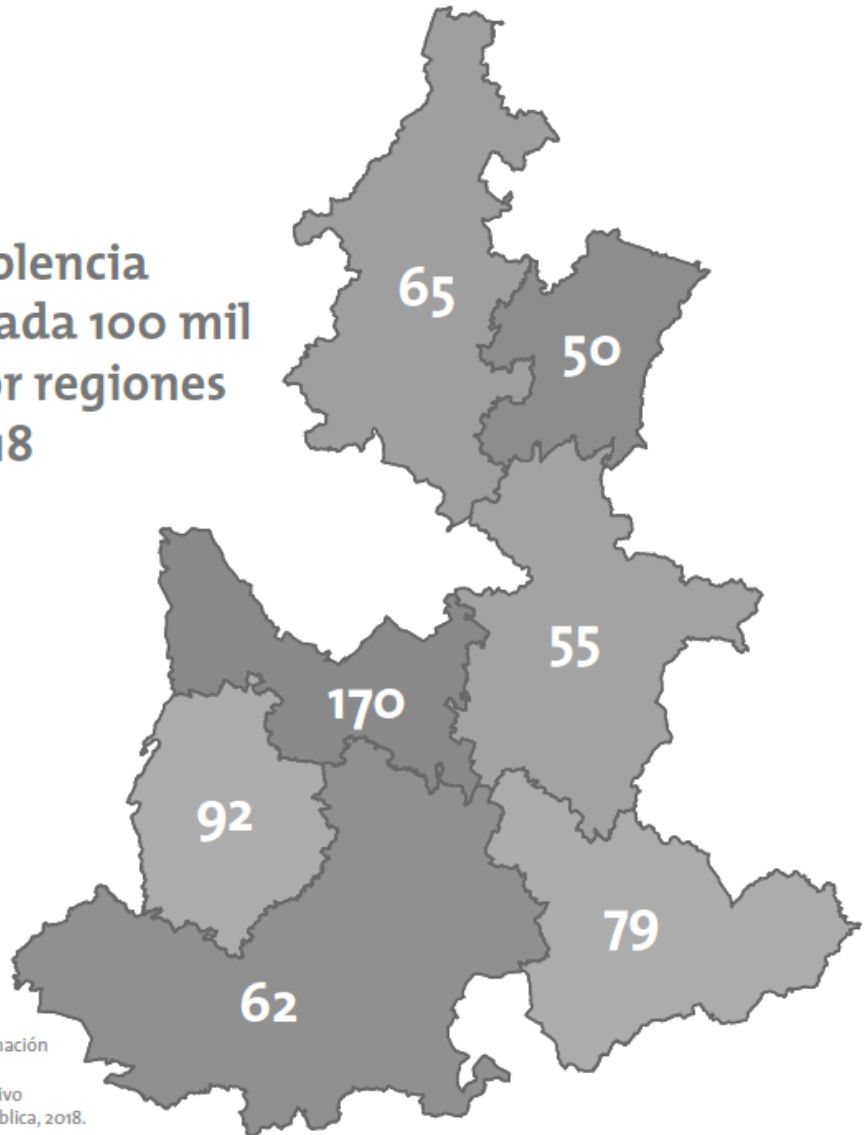 olencia
ada 100 mil
or regiones
18
65
50
55
170
92
79
62
nación
ivo
blica, 2018.